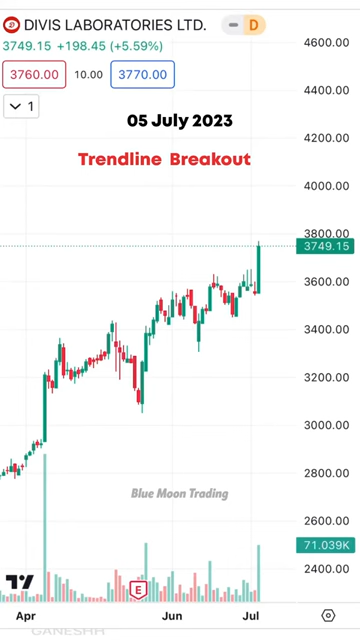 DIVIS LABORATORIES LTD. D
3749.15 +198.45 (+5.59%)
3760.00 10.00 3770.00
1
05 July 2023
Trendline Breakout
4600.00
4400.00
4200.00
4000.00
3800.00
3749.15
3600.00
3400.00
3200.00
3000.00
2800.00
2600.00
71.039K
2400.00
Blue Moon Trading
E
Apr Jun Jul
GANESHH